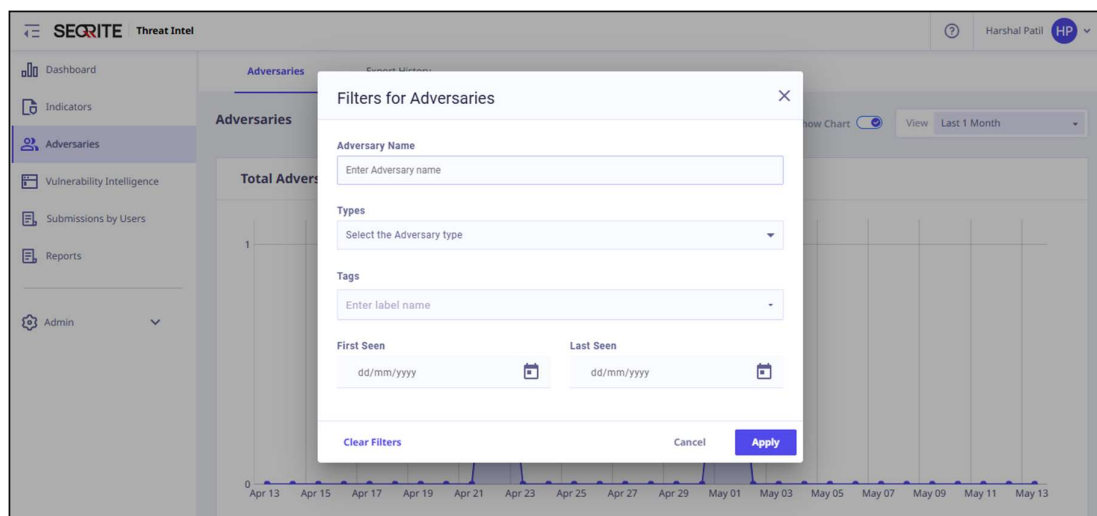 SEQRITE Threat Intel
Harshal Patil HP
Dashboard
Indicators
Adversaries
Vulnerability Intelligence
Submissions by Users
Reports
Admin
Adversaries Export History
Adversaries
how Chart
View Last 1 Month
Total Advers
Filters for Adversaries
Adversary Name
Enter Adversary name
Types
Select the Adversary type
Tags
Enter label name
First Seen Last Seen
dd/mm/yyyy dd/mm/yyyy
Clear Filters Cancel Apply
1
0
Apr 13 Apr 15 Apr 17 Apr 19 Apr 21 Apr 23 Apr 25 Apr 27 Apr 29 May 01 May 03 May 05 May 07 May 09 May 11 May 13